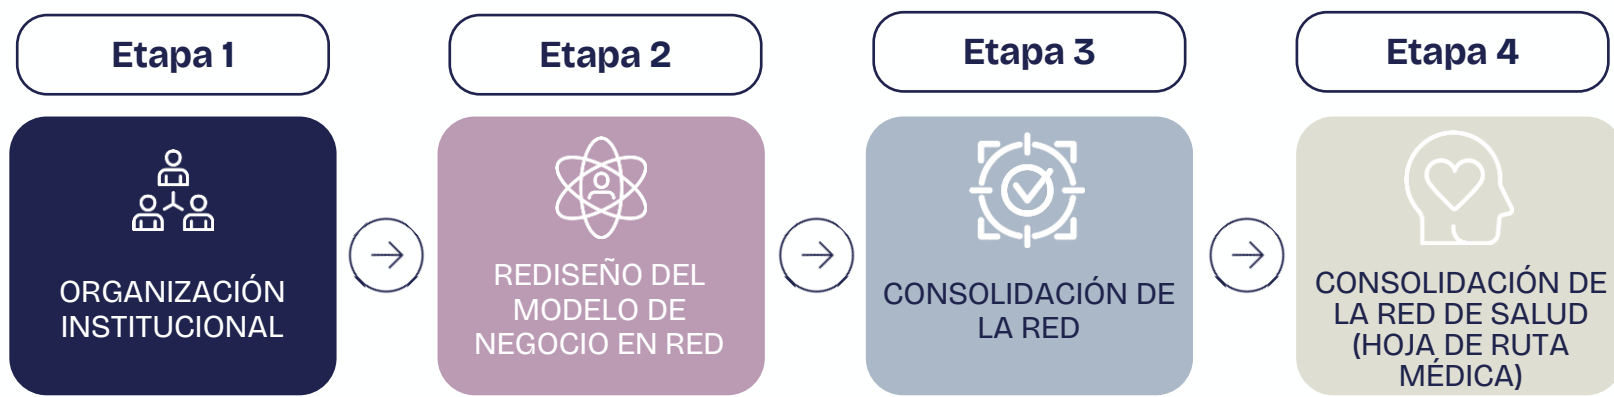 Etapa 1
ORGANIZACIÓN
INSTITUCIONAL
Etapa 2
REDISEÑO DEL
MODELO DE
NEGOCIO EN RED
Etapa 3
CONSOLIDACIÓN DE
LA RED
Etapa 4
CONSOLIDACIÓN DE
LA RED DE SALUD
(HOJA DE RUTA
MÉDICA)